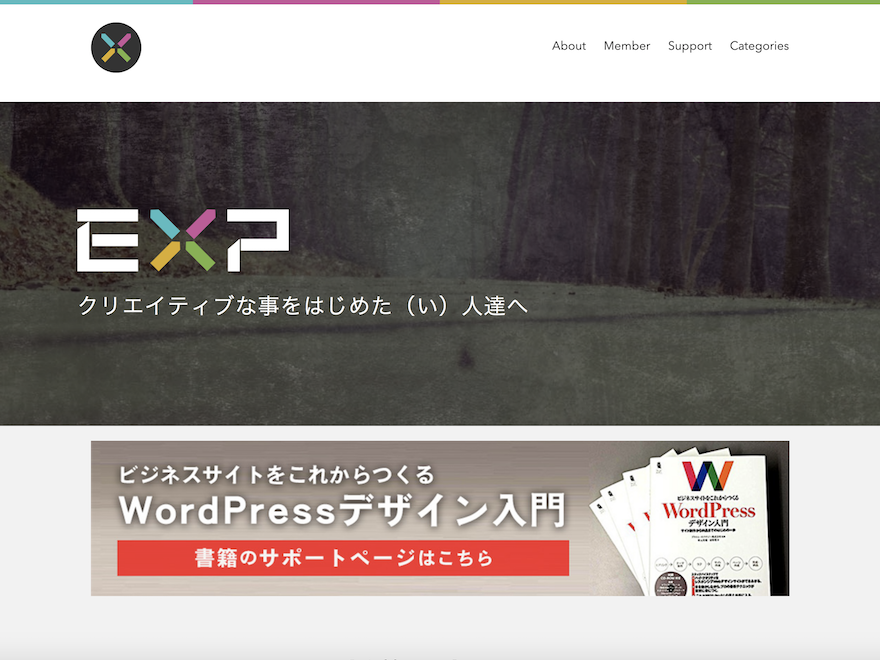 About Member Support Categories
EXP
クリエイティブな事をはじめた（い）人達へ
ビジネスサイトをこれからつくる
WordPressデザイン入門
書籍のサポートページはこちら
W
ビジネスサイトをこれからつくる
WordPress
デザイン入門